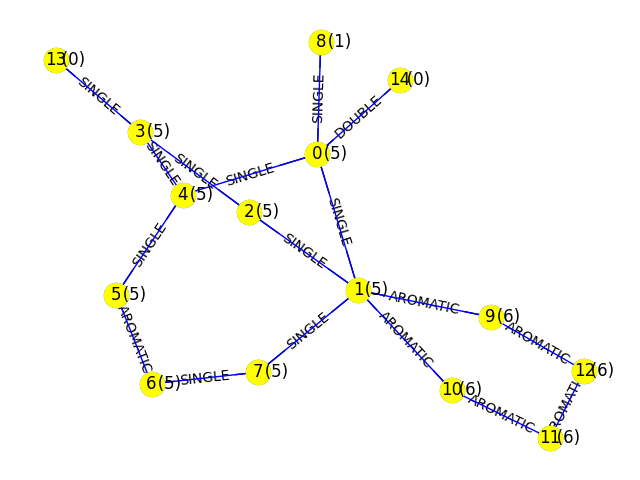 8(1)
13(0)
14(0)
SINGLE
SINGLE
DOUBLE
3(5)
0(5)
SINGLE
SINGLE
SINGLE
4(5)
2(5)
SINGLE
SINGLE
SINGLE
5(5)
1(5)
AROMATIC
9(6)
AROMATIC
SINGLE
AROMATIC
AROMATIC
12(6)
7(5)
6(5)
SINGLE
10(6)
AROMATIC
11(6)